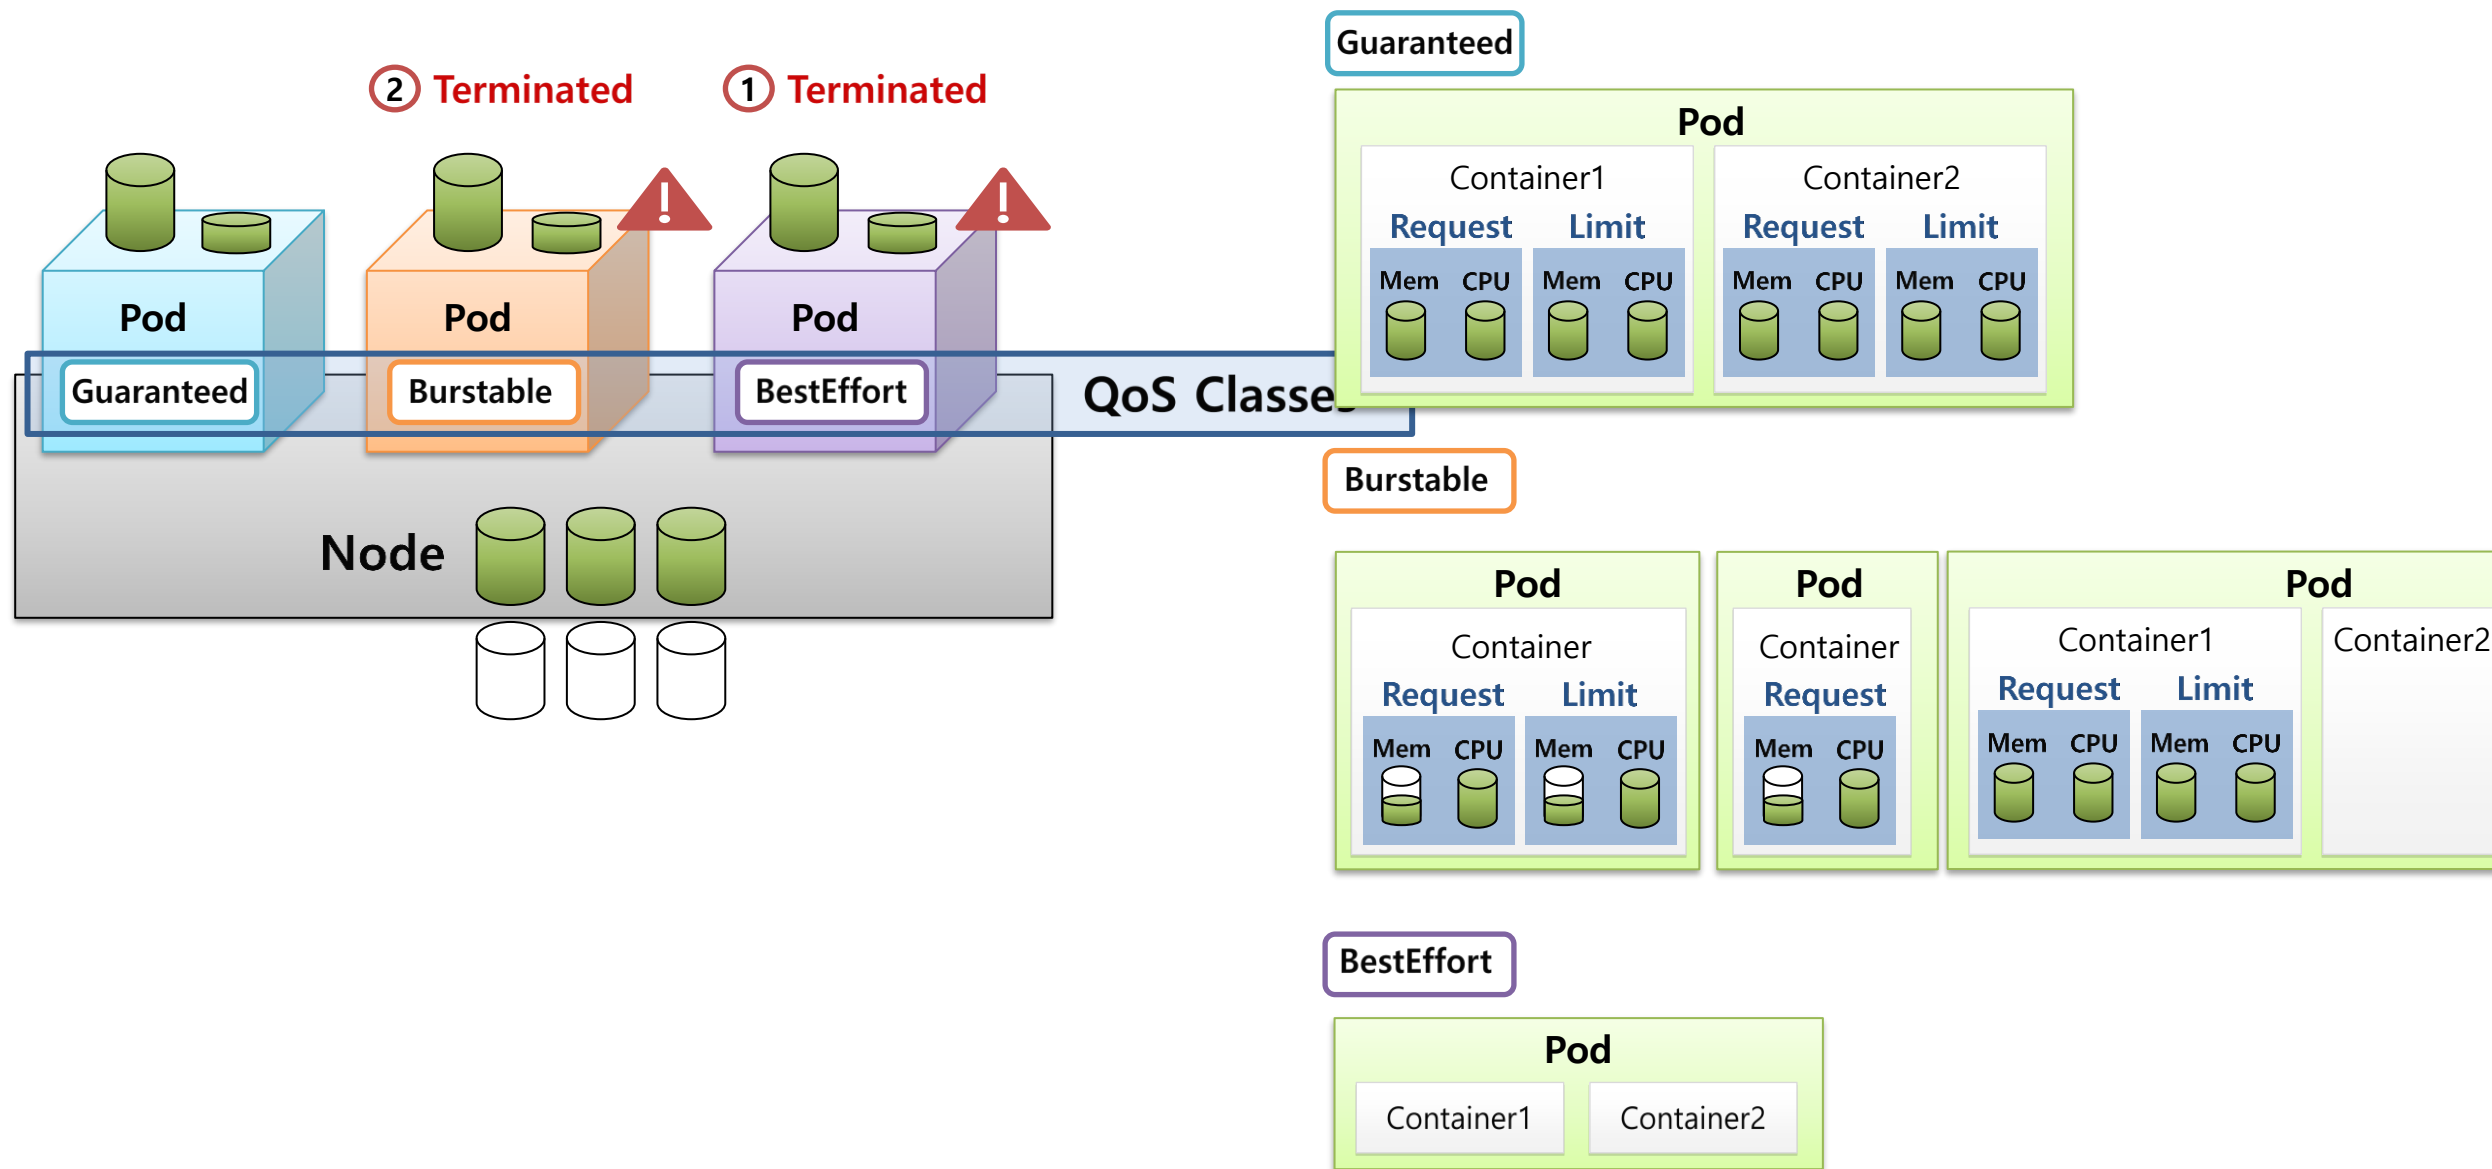 ② Terminated
① Terminated
Pod
Pod
Pod
Guaranteed
Burstable
BestEffort
QoS Classes
Node
Guaranteed
Pod
Container1
Container2
Request Limit
Request Limit
Mem CPU Mem CPU
Mem CPU Mem CPU
Burstable
Pod
Container
Request Limit
Mem CPU Mem CPU
Pod
Container
Request
Mem CPU
Pod
Container1
Container2
Request Limit
Mem CPU Mem CPU
BestEffort
Pod
Container1
Container2